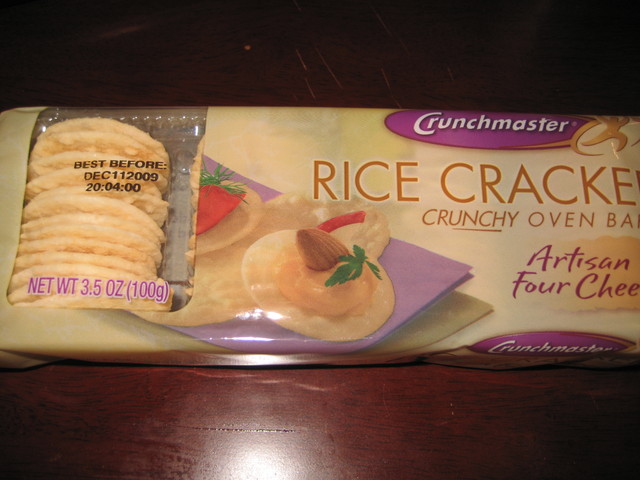 Crunchmaster
RICE CRACKE
CRUNCHY OVEN BA
Artisan
Four Chee
BEST BEFORE:
DEC112009
20:04:00
NET WT 3.5 OZ (100g)
Crunchmaster